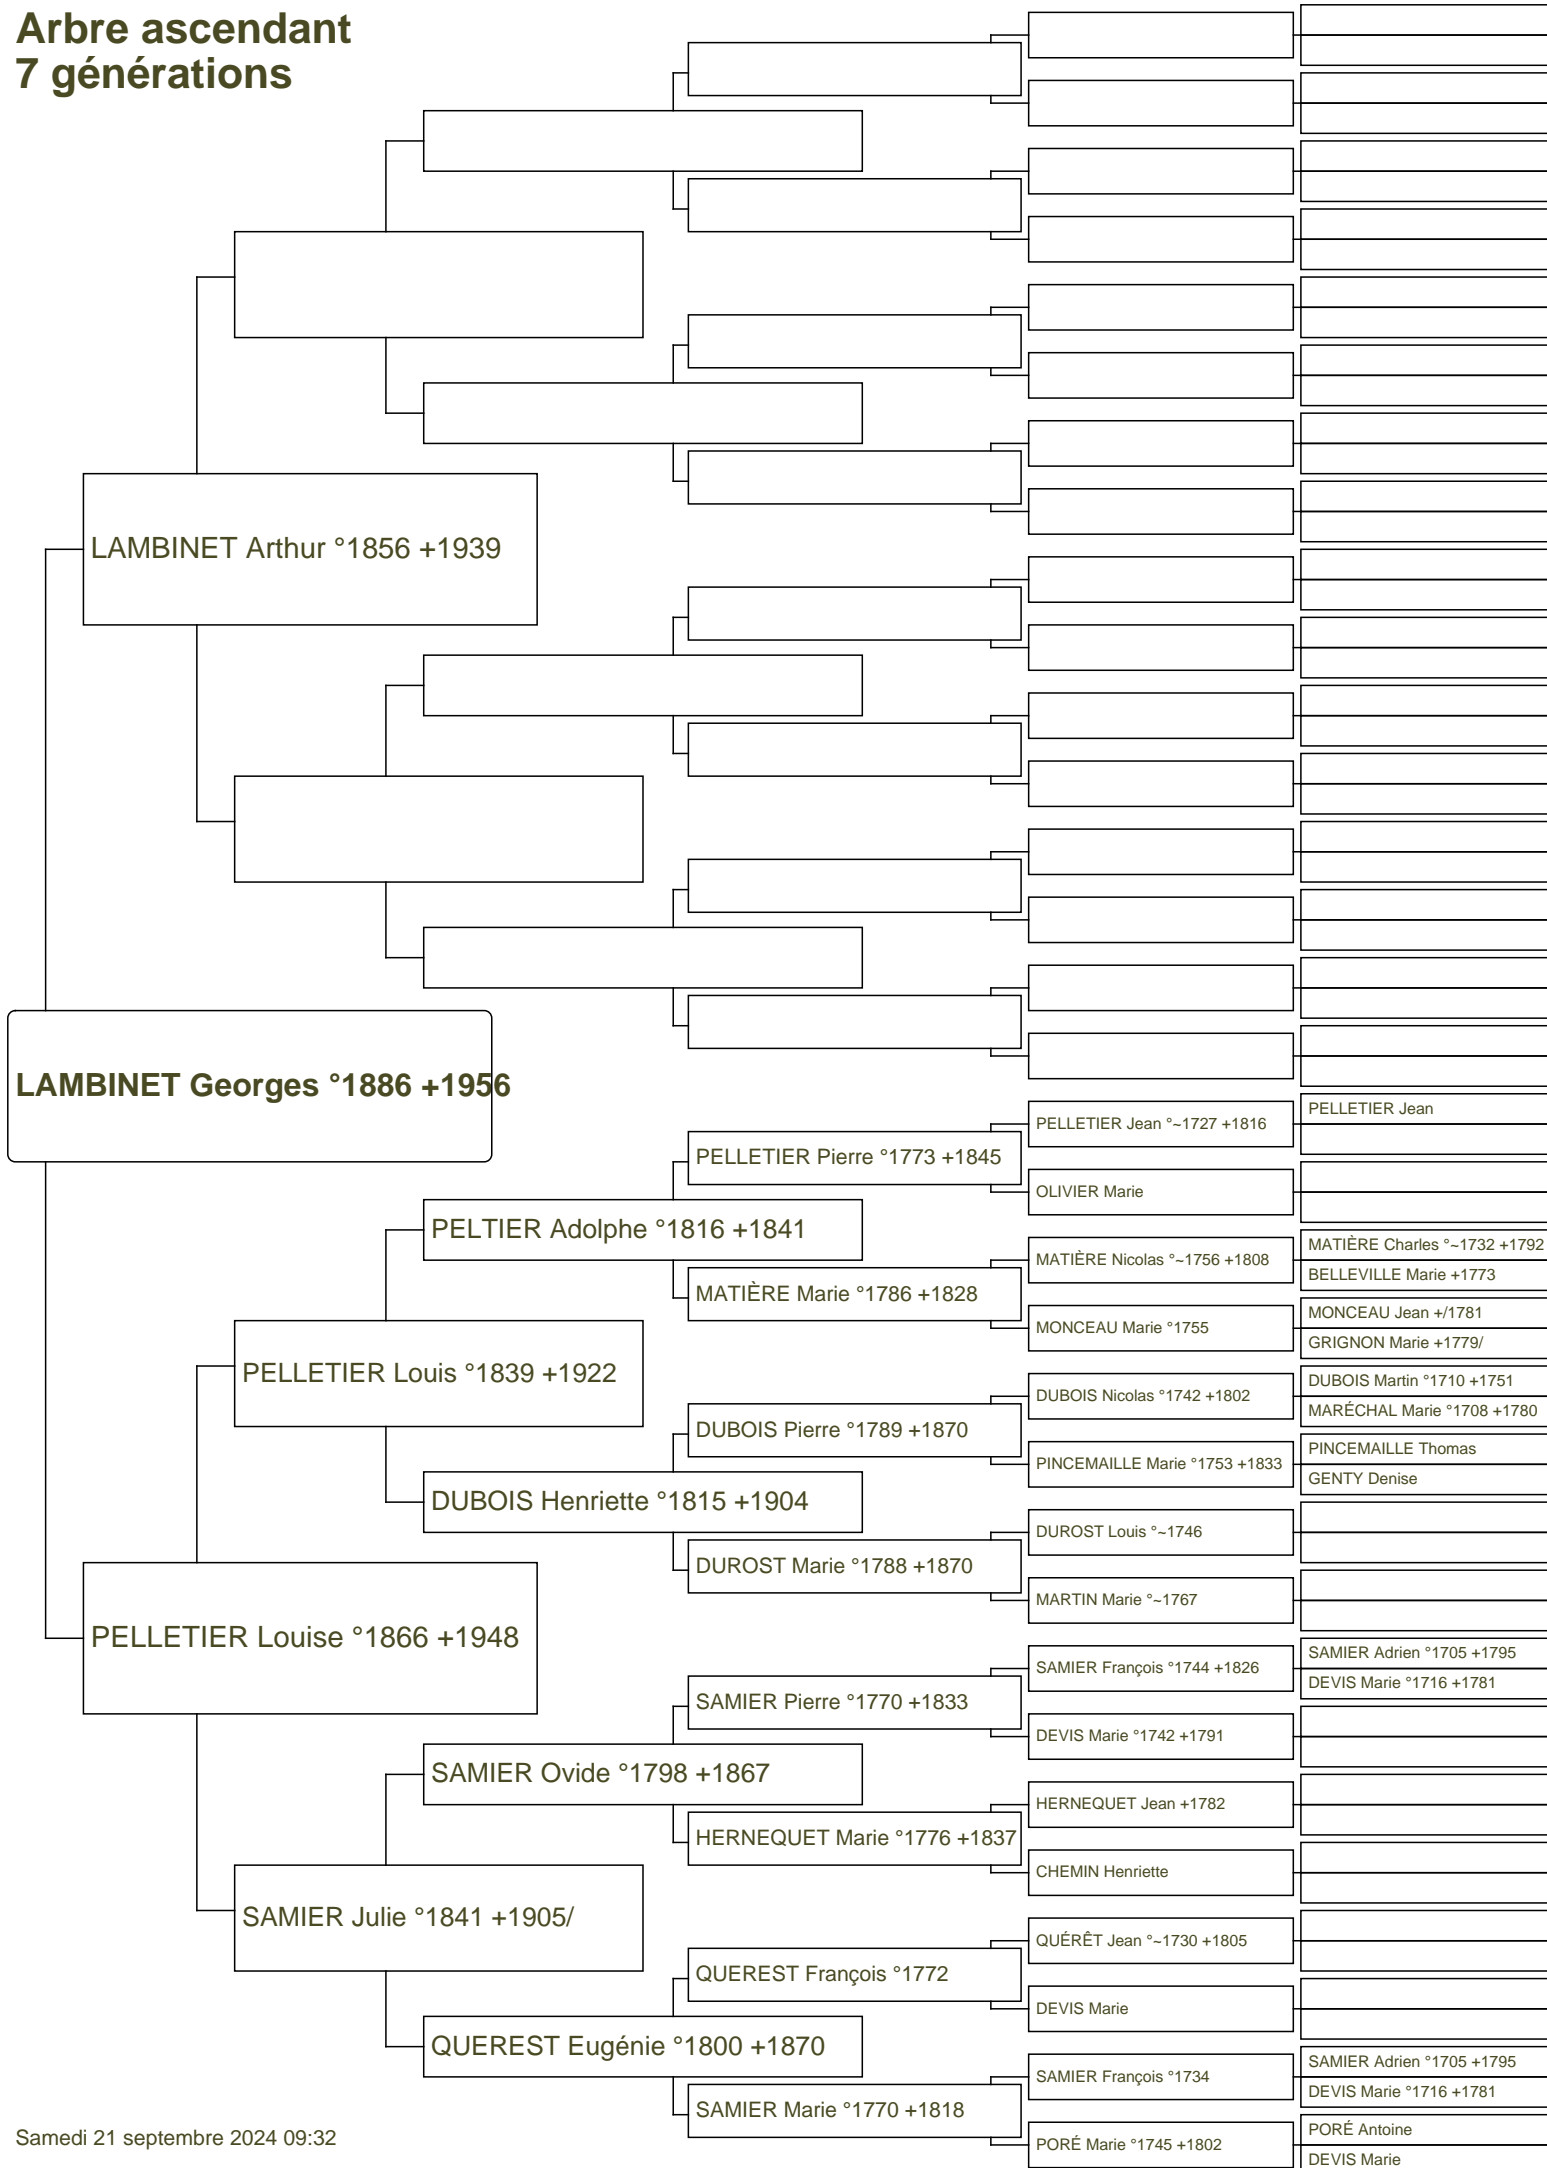 Arbre ascendant
7 générations
LAMBINET Arthur °1856 +1939
LAMBINET Georges °1886 +1956
PELLETIER Jean
PELLETIER Jean °~1727 +1816
PELLETIER Pierre °1773 +1845
OLIVIER Marie
PELTIER Adolphe °1816 +1841
MATIÈRE Charles °~1732 +1792
MATIÈRE Nicolas °~1756 +1808
BELLEVILLE Marie +1773
MATIÈRE Marie °1786 +1828
MONCEAU Jean +/1781
MONCEAU Marie °1755
GRIGNON Marie +1779/
PELLETIER Louis °1839 +1922
DUBOIS Martin °1710 +1751
DUBOIS Nicolas °1742 +1802
MARÉCHAL Marie °1708 +1780
DUBOIS Pierre °1789 +1870
PINCEMAILLE Thomas
PINCEMAILLE Marie °1753 +1833
GENTY Denise
DUBOIS Henriette °1815 +1904
DUROST Louis °~1746
DUROST Marie °1788 +1870
MARTIN Marie °~1767
PELLETIER Louise °1866 +1948
SAMIER Adrien °1705 +1795
SAMIER François °1744 +1826
DEVIS Marie °1716 +1781
SAMIER Pierre °1770 +1833
DEVIS Marie °1742 +1791
SAMIER Ovide °1798 +1867
HERNEQUET Jean +1782
HERNEQUET Marie °1776 +1837
CHEMIN Henriette
SAMIER Julie °1841 +1905/
QUÉRÊT Jean °~1730 +1805
QUEREST François °1772
DEVIS Marie
QUEREST Eugénie °1800 +1870
SAMIER Adrien °1705 +1795
SAMIER François °1734
DEVIS Marie °1716 +1781
SAMIER Marie °1770 +1818
PORÉ Antoine
PORÉ Marie °1745 +1802
DEVIS Marie
Samedi 21 septembre 2024 09:32